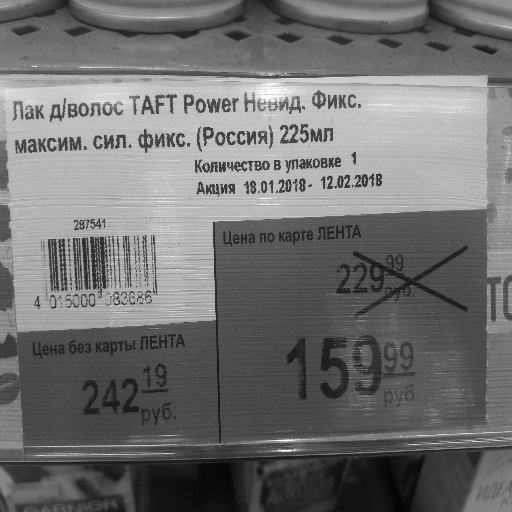 Лак д/волос TAFT Power Невид. Фикс.
максим. сил. фикс. (Россия) 225мл
Количество в упаковке 1
Акция 18.01.2018- 12.02.2018
287541
4 015000 083686
Цена по карте ЛЕНТА
229 99
руб.
159 99
руб
Цена без карты ЛЕНТА
242 19
руб.
GARNIER